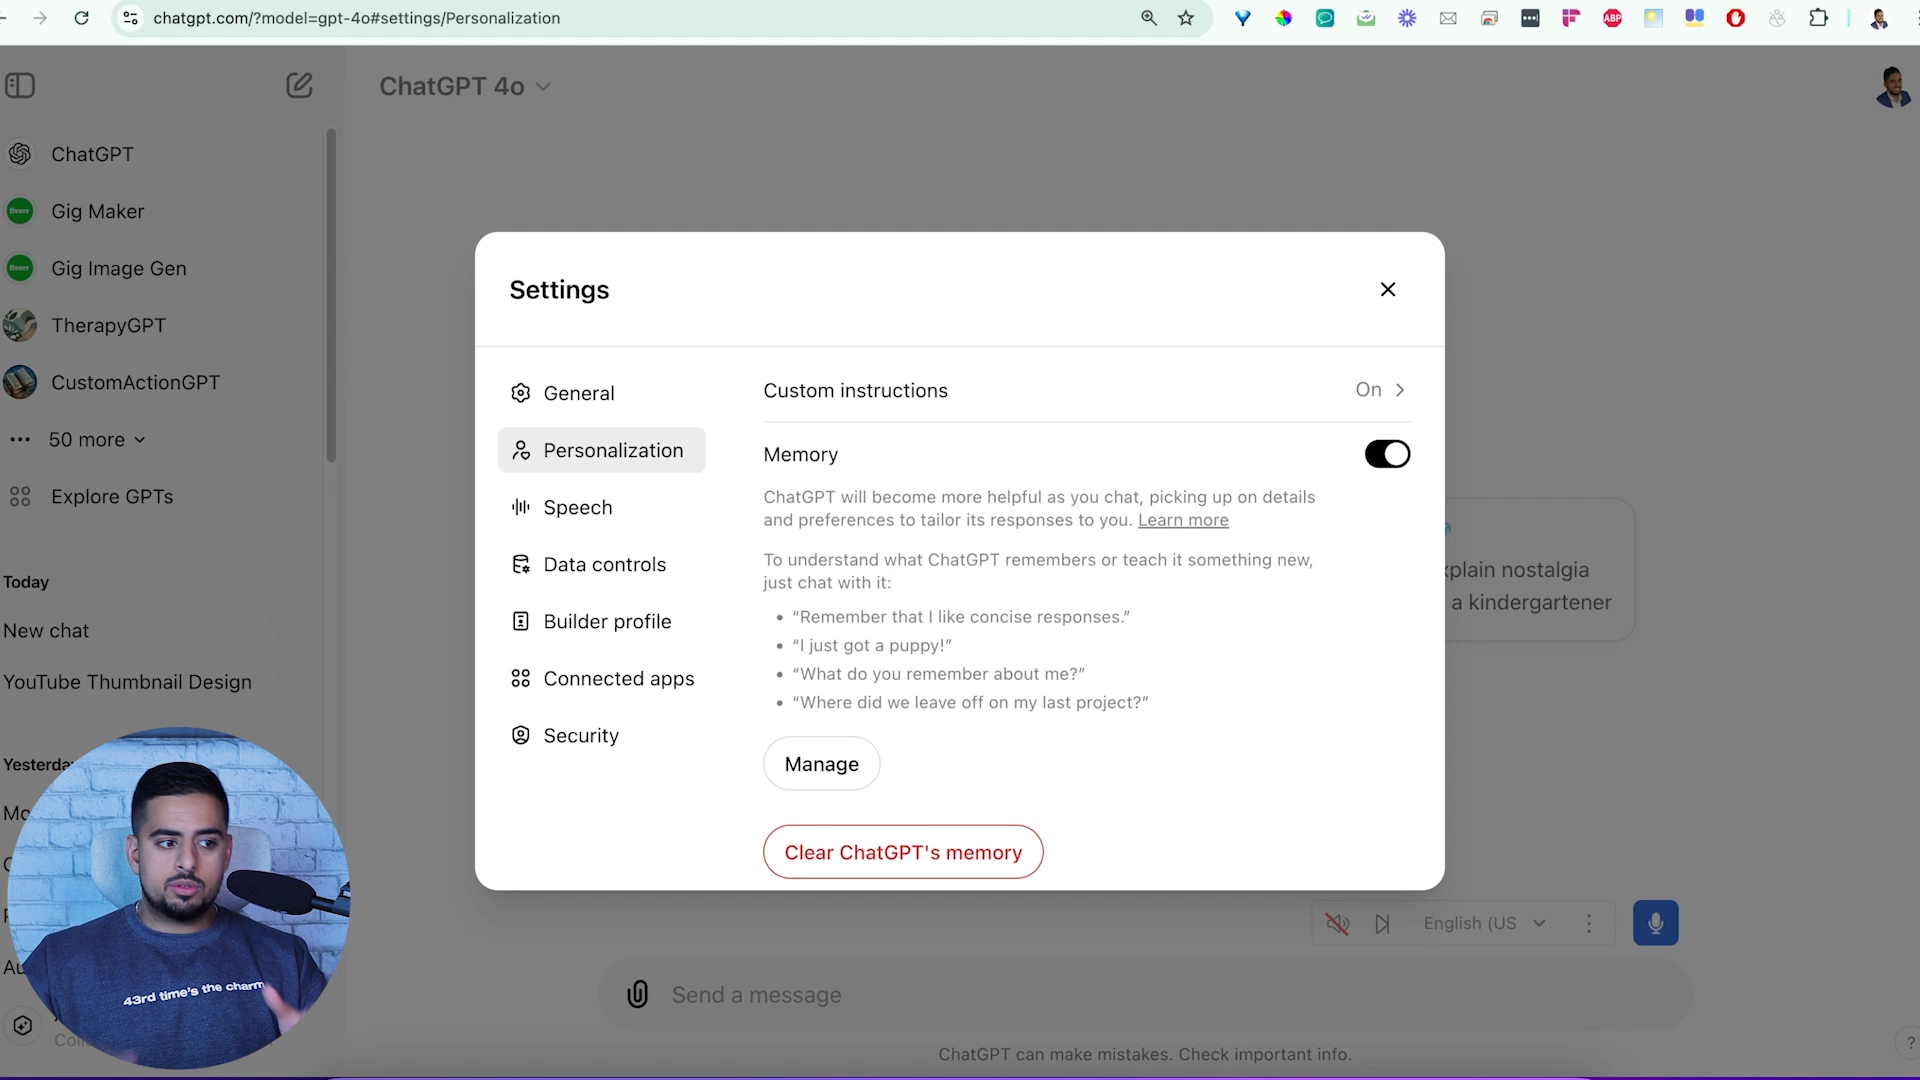 chatgpt.com/?model=gpt-4o#settings/Personalization
ABP
ChatGPT 4o
ChatGPT
fiverr
Gig Maker
fiverr
Gig Image Gen
TherapyGPT
CustomActionGPT
50 more
Explore GPTs
Today
New chat
YouTube Thumbnail Design
Yesterday
Mo
Au
43rd time's the charm
Settings
General
Personalization
Speech
Data controls
Builder profile
Connected apps
Security
Custom instructions
On
Memory
ChatGPT will become more helpful as you chat, picking up on details
and preferences to tailor its responses to you. Learn more
To understand what ChatGPT remembers or teach it something new,
just chat with it:
• “Remember that I like concise responses.”
• “I just got a puppy!”
• “What do you remember about me?”
• “Where did we leave off on my last project?”
Manage
Clear ChatGPT's memory
xplain nostalgia
a kindergartener
English (US
Send a message
ChatGPT can make mistakes. Check important info.
?